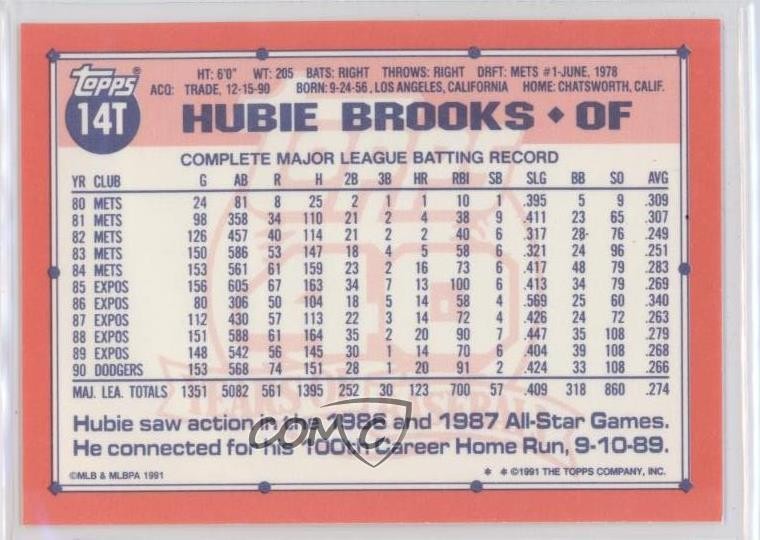 topps®
14T
HT: 6'0" WT: 205 BATS: RIGHT THROWS: RIGHT DRFT: METS #1-JUNE, 1978
ACQ: TRADE, 12-15-90 BORN: 9-24-56, LOS ANGELES, CALIFORNIA HOME: CHATSWORTH, CALIF.
HUBIE BROOKS ♦ OF
COMPLETE MAJOR LEAGUE BATTING RECORD
YR CLUB G AB R H 2B 3B HR RBI SB SLG BB SO AVG
80 METS 24 81 8 25 2 1 1 10 1 .395 5 9 .309
81 METS 98 358 34 110 21 2 4 38 9 .411 23 65 .307
82 METS 126 457 40 114 21 2 2 40 6 .317 28 76 .249
83 METS 150 586 53 147 18 4 5 58 6 .321 24 96 .251
84 METS 153 561 61 159 23 2 16 73 6 .417 48 79 .283
85 EXPOS 156 605 67 163 34 7 13 100 6 .413 34 79 .269
86 EXPOS 80 306 50 104 18 5 14 58 4 .569 25 60 .340
87 EXPOS 112 430 57 113 22 3 14 72 4 .426 24 72 .263
88 EXPOS 151 588 61 164 35 2 20 90 7 .447 35 108 .279
89 EXPOS 148 542 56 145 30 1 14 70 6 .404 39 108 .268
90 DODGERS 153 568 74 151 28 1 20 91 2 .424 33 108 .266
MAJ. LEA. TOTALS 1351 5082 561 1395 252 30 123 700 57 .409 318 860 .274
Hubie saw action in the 1986 and 1987 All-Star Games.
He connected for his 100th Career Home Run, 9-10-89.
COMC
©MLB & MLBPA 1991
* * ©1991 THE TOPPS COMPANY, INC.